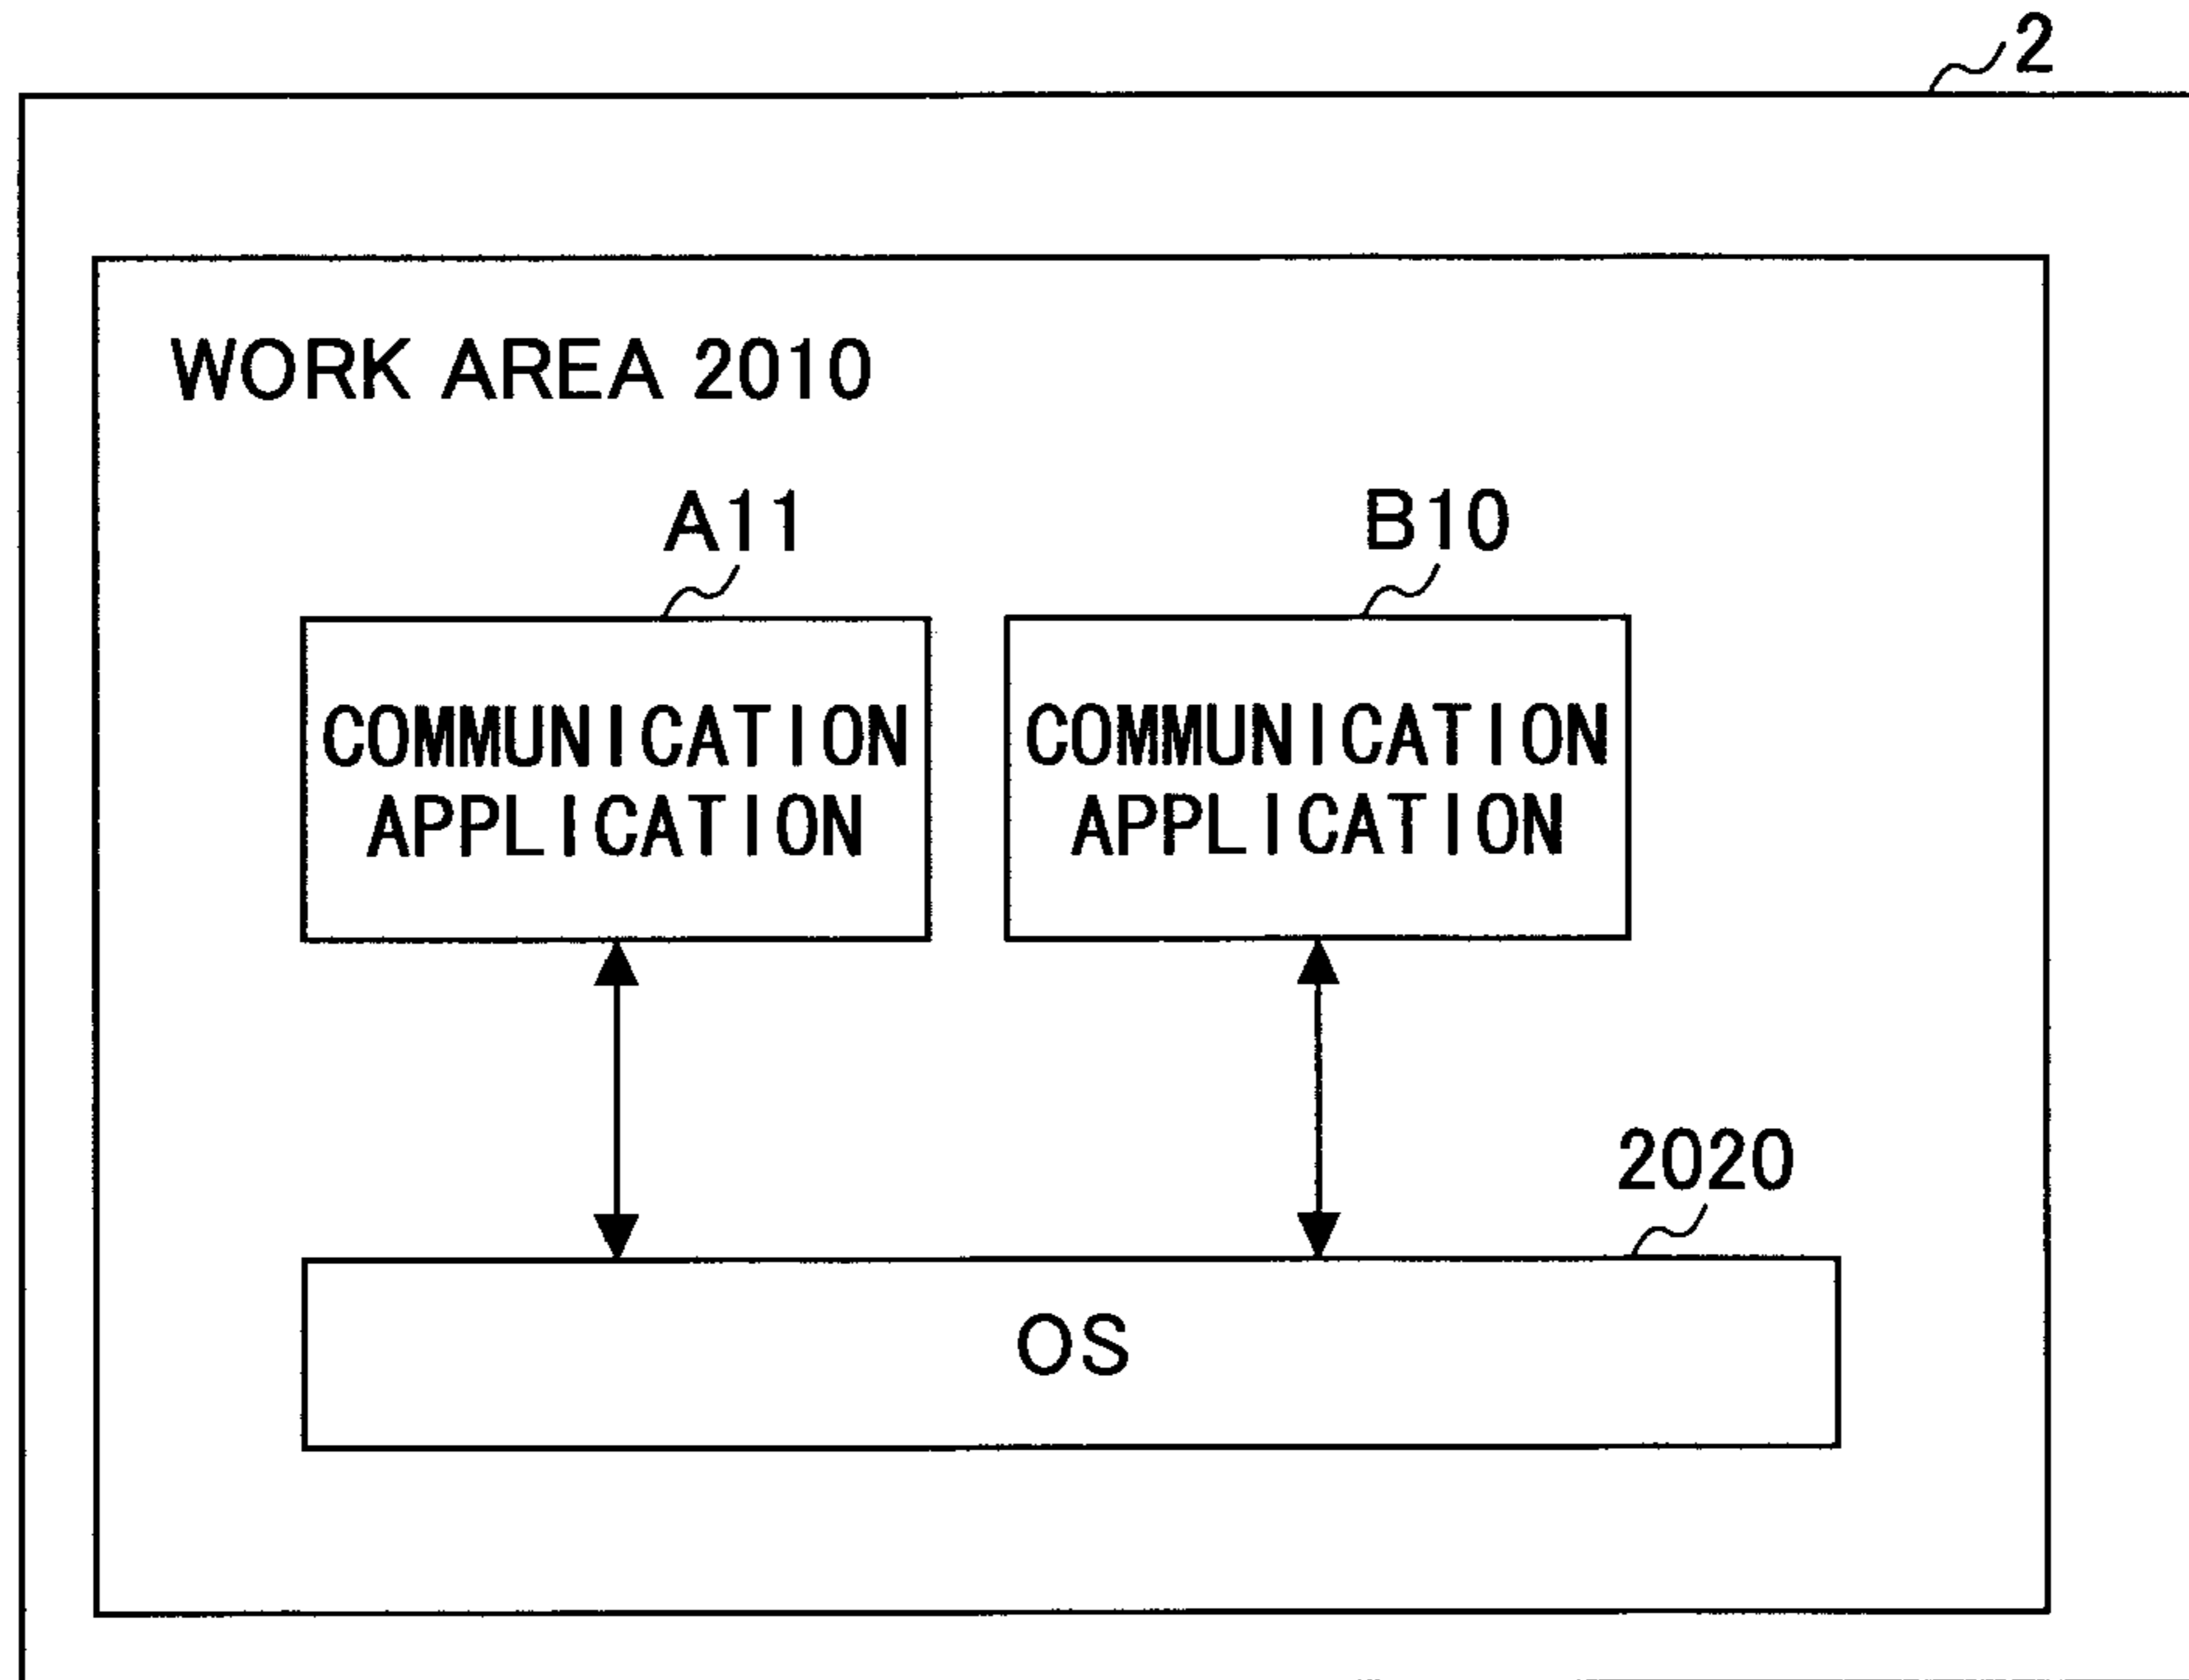 2
WORK AREA 2010
A11
B10
COMMUNICATION
APPLICATION
COMMUNICATION
APPLICATION
2020
OS